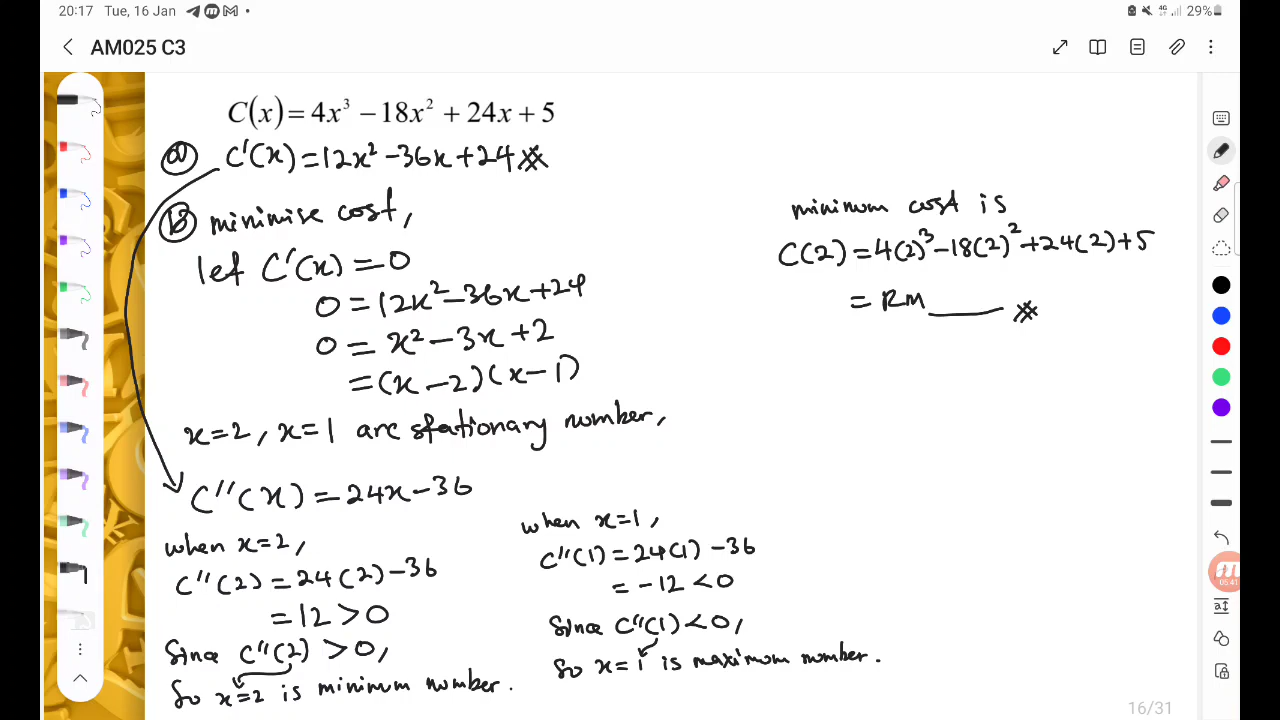 20:17 Tue, 16 Jan
4G 29%
AM025 C3
C(x) = 4x³ − 18x² + 24x + 5
(a) C'(x) = 12x² − 36x + 24
(b) minimise cost,
let C'(x) = 0
0 = 12x² − 36x + 24
0 = x² − 3x + 2
= (x − 2)(x − 1)
x = 2, x = 1 are stationary number,
C''(x) = 24x − 36
when x = 2,
C''(2) = 24(2) − 36
= 12 > 0
Since C''(2) > 0,
So x = 2 is minimum number.
when x = 1,
C''(1) = 24(1) − 36
= −12 < 0
Since C''(1) < 0,
So x = 1 is maximum number.
minimum cost is
C(2) = 4(2)³ − 18(2)² + 24(2) + 5
= RM______
05:41
16/31